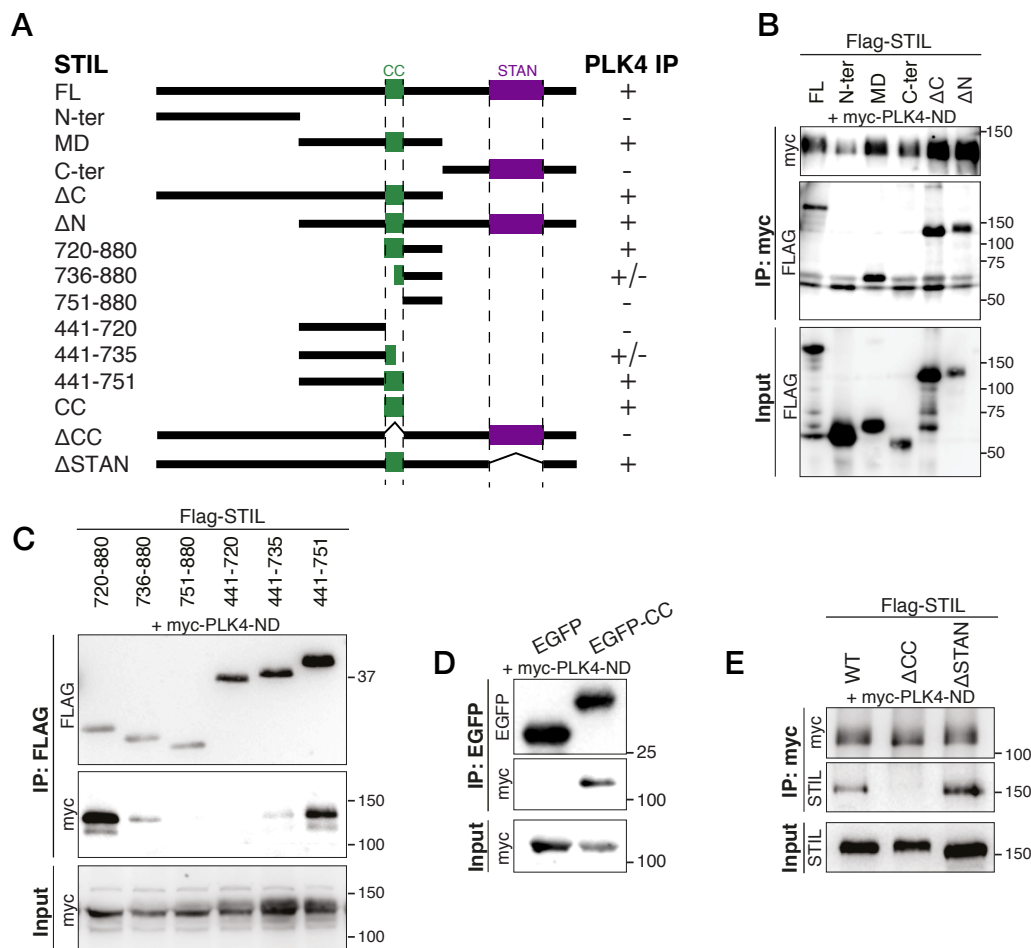 A
STIL CC STAN PLK4 IP
FL +
N-ter -
MD +
C-ter -
ΔC +
ΔN +
720-880 +
736-880 +/-
751-880 -
441-720 -
441-735 +/-
441-751 +
CC +
ΔCC -
ΔSTAN +
B
Flag-STIL
FL N-ter MD C-ter ΔC ΔN
+ myc-PLK4-ND
IP: myc
myc
150
FLAG
150
100
75
50
Input
FLAG
150
100
75
50
C
Flag-STIL
720-880 736-880 751-880 441-720 441-735 441-751
+ myc-PLK4-ND
IP: FLAG
FLAG
37
myc
150
100
Input
myc
150
100
D
EGFP EGFP-CC
+ myc-PLK4-ND
IP: EGFP
EGFP
25
myc
100
Input
myc
100
E
Flag-STIL
WT ΔCC ΔSTAN
+ myc-PLK4-ND
IP: myc
myc
100
STIL
150
Input
STIL
150